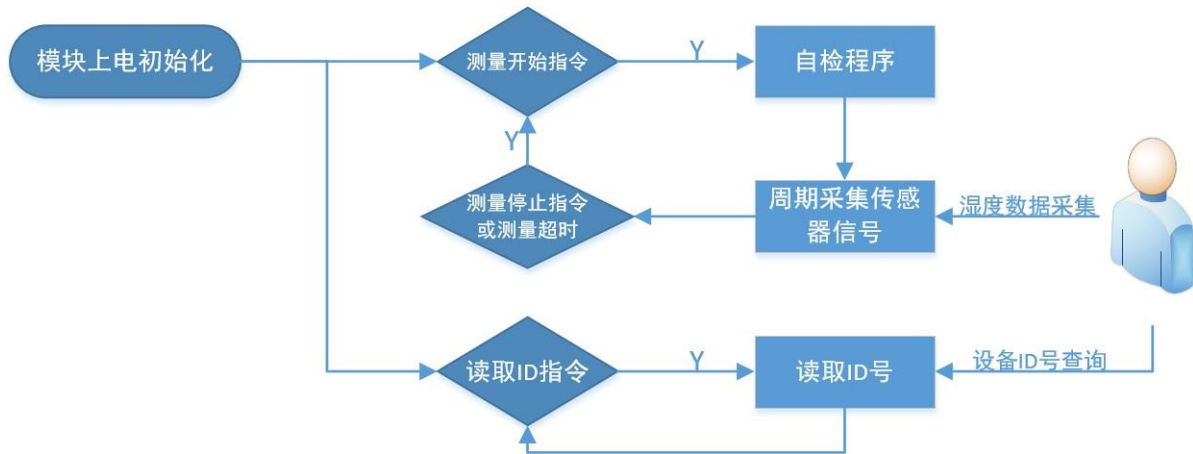 模块上电初始化
测量开始指令
Y
自检程序
Y
测量停止指令
或测量超时
周期采集传感
器信号
湿度数据采集
读取ID指令
Y
读取ID号
设备ID号查询